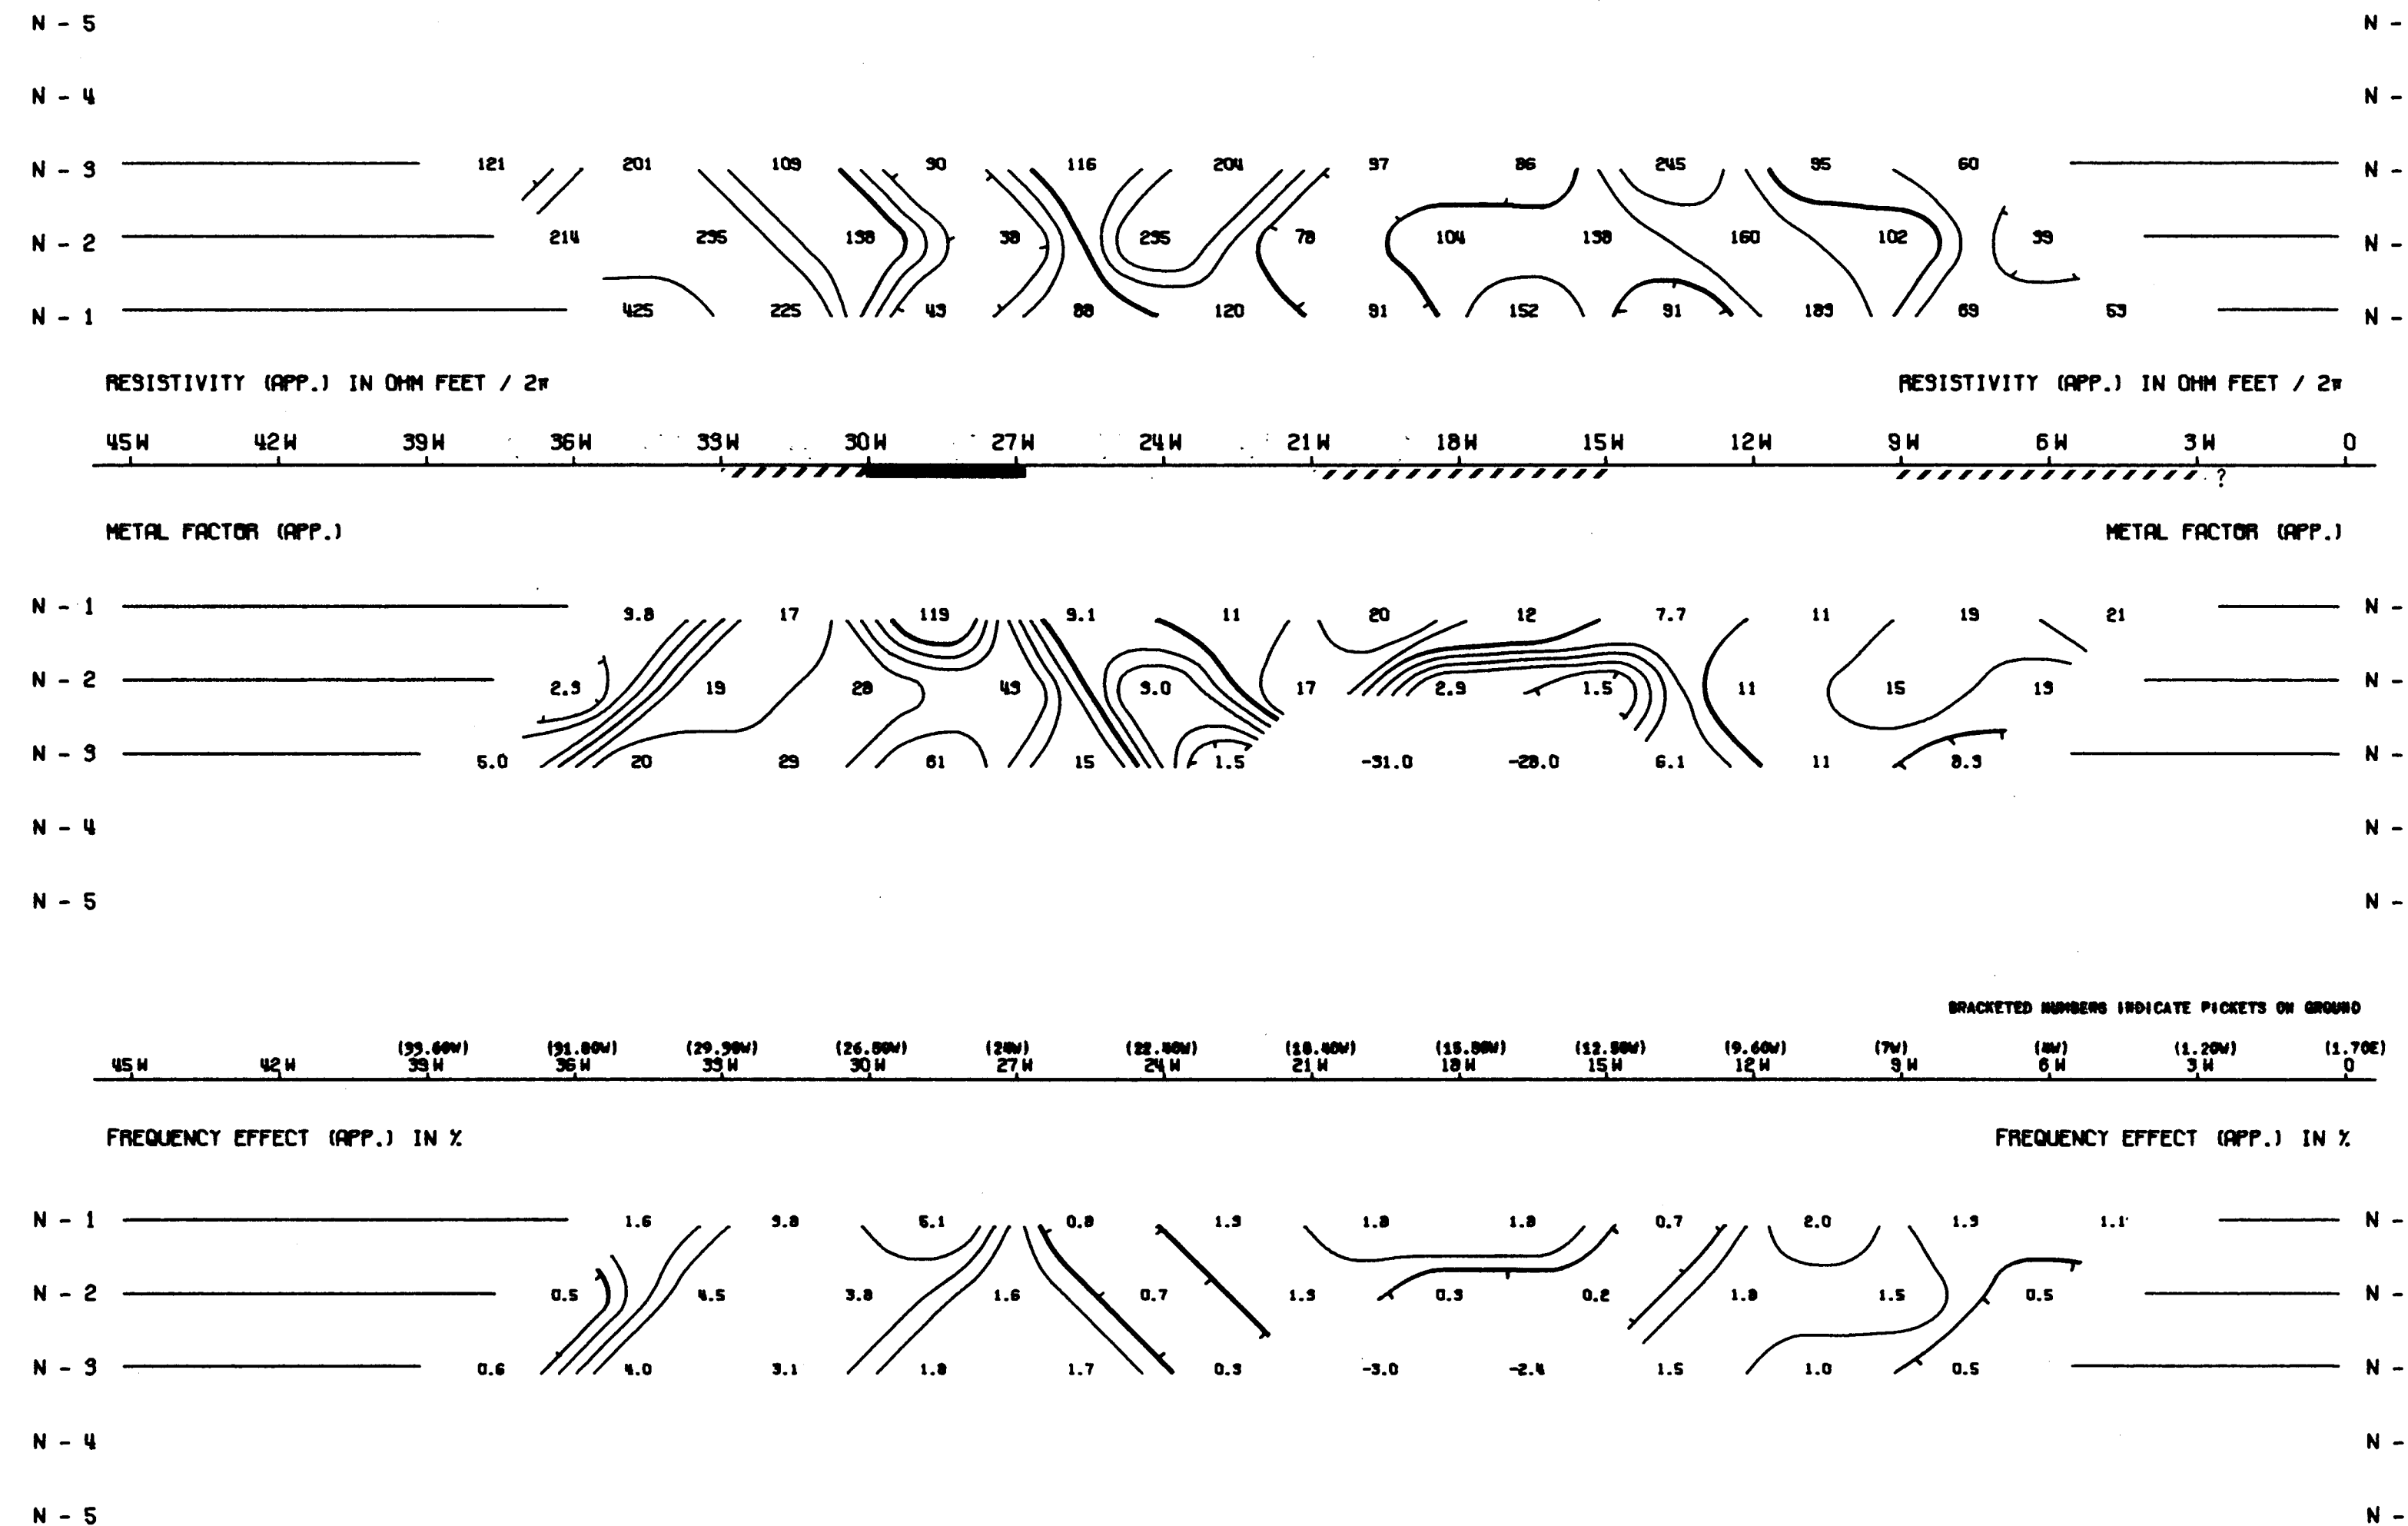 N - 5 N -
N - 4 N -
N - 3 121 201 109 30 116 204 97 86 245 95 60 N -
N - 2 214 235 138 38 235 78 104 138 160 102 39 N -
N - 1 425 225 43 88 120 91 152 91 183 69 53 N -
RESISTIVITY (APP.) IN OHM FEET / 2π RESISTIVITY (APP.) IN OHM FEET / 2π
45W 42W 39W 36W 33W 30W 27W 24W 21W 18W 15W 12W 9W 6W 3W 0
?
METAL FACTOR (APP.) METAL FACTOR (APP.)
N - 1 3.8 17 119 9.1 11 20 12 7.7 11 19 21 N -
N - 2 2.3 19 28 43 3.0 17 2.9 1.5 11 15 13 N -
N - 3 5.0 20 29 61 15 1.5 -31.0 -28.0 6.1 11 8.3 N -
N - 4 N -
N - 5 N -
BRACKETED NUMBERS INDICATE PICKETS ON GROUND
(31.80W) (26.80W) (24W) (18.40W) (15.80W) (12.50W) (9.60W) (7W) (4W) (1.20W) (1.70E)
45W 42W 39W 36W 33W 30W 27W 24W 21W 18W 15W 12W 9W 6W 3W 0
FREQUENCY EFFECT (APP.) IN % FREQUENCY EFFECT (APP.) IN %
N - 1 1.6 3.8 5.1 0.8 1.3 1.8 1.8 0.7 2.0 1.3 1.1 N -
N - 2 0.5 4.5 3.8 1.6 0.7 1.3 0.3 0.2 1.8 1.5 0.5 N -
N - 3 0.6 4.0 3.1 1.8 1.7 0.3 -3.0 -2.4 1.5 1.0 0.5 N -
N - 4 N -
N - 5 N -